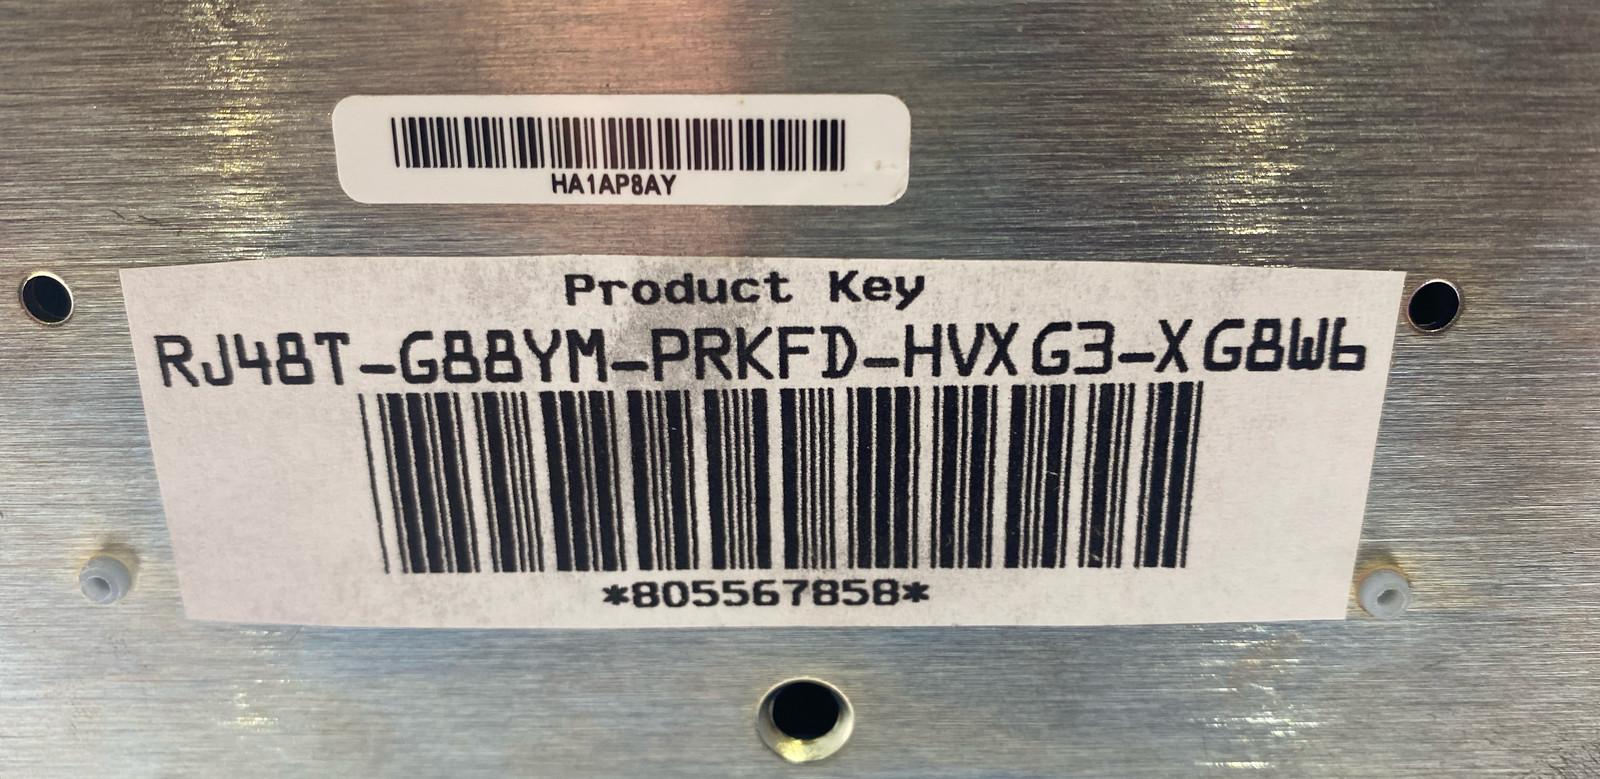 HA1AP8AY
Product Key
RJ48T-G88YM-PRKFD-HVXG3-XG8W6
*805567858*